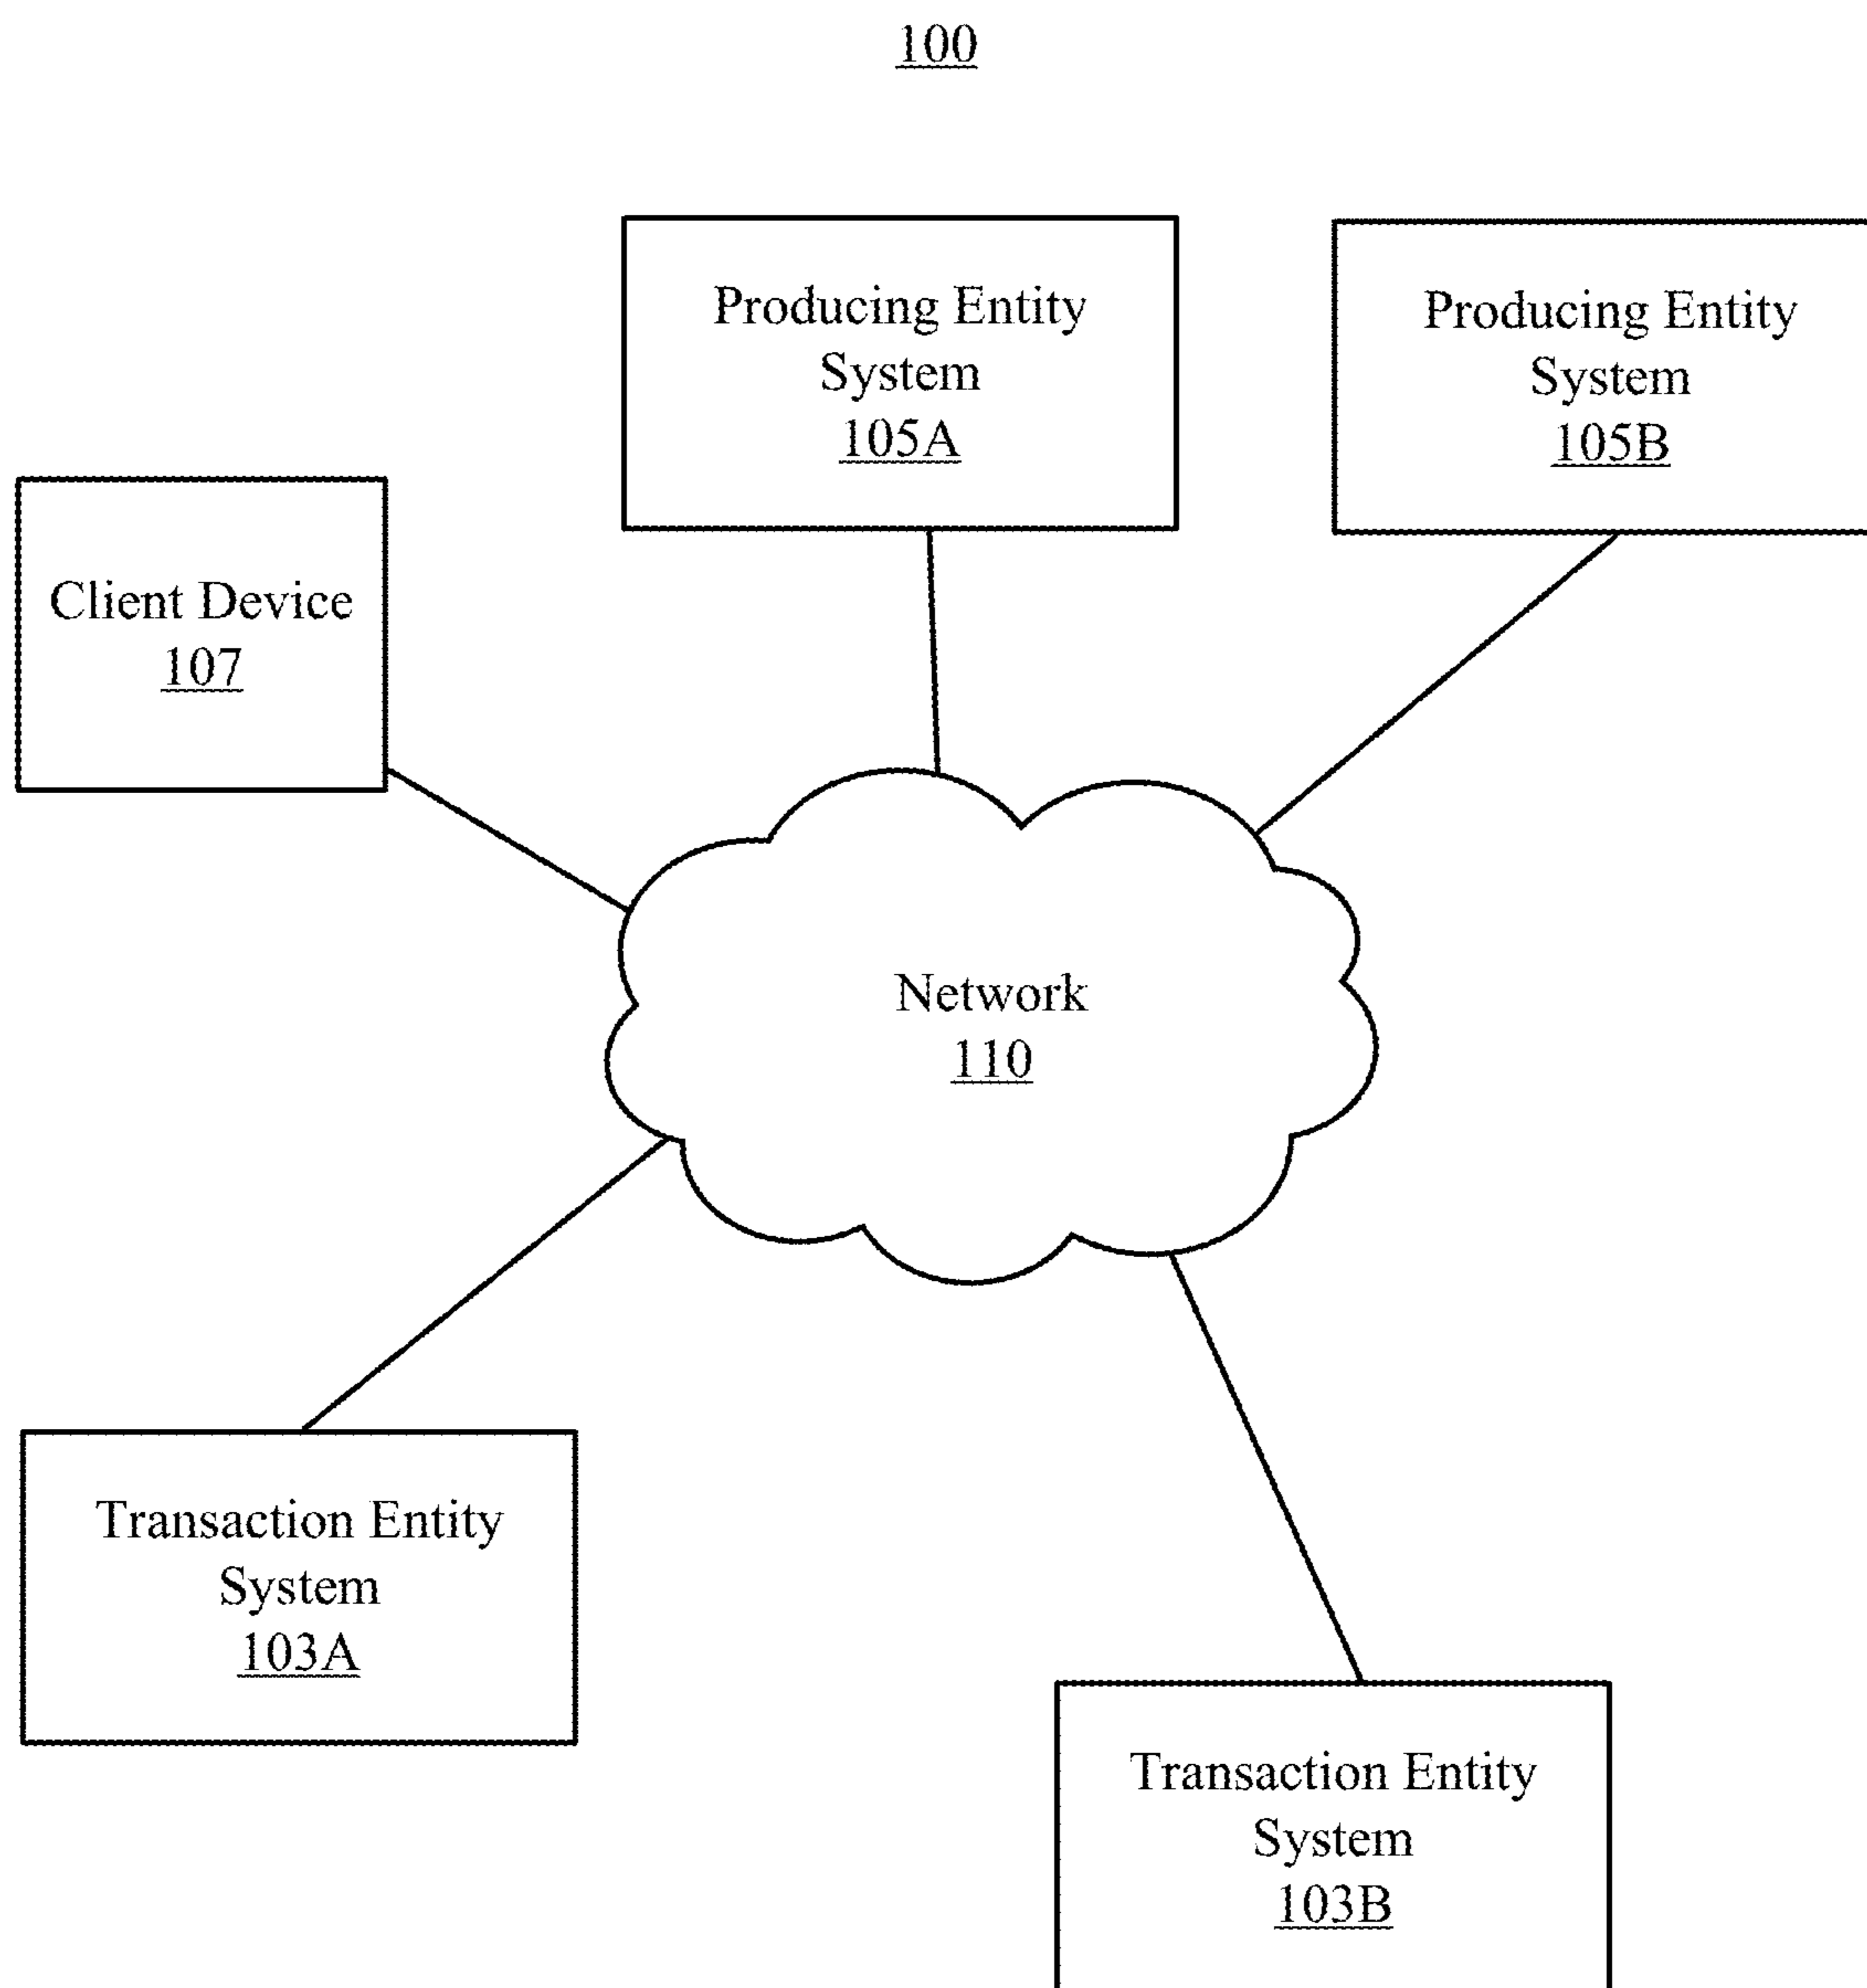 100
Producing Entity
System
105A
Producing Entity
System
105B
Client Device
107
Network
110
Transaction Entity
System
103A
Transaction Entity
System
103B